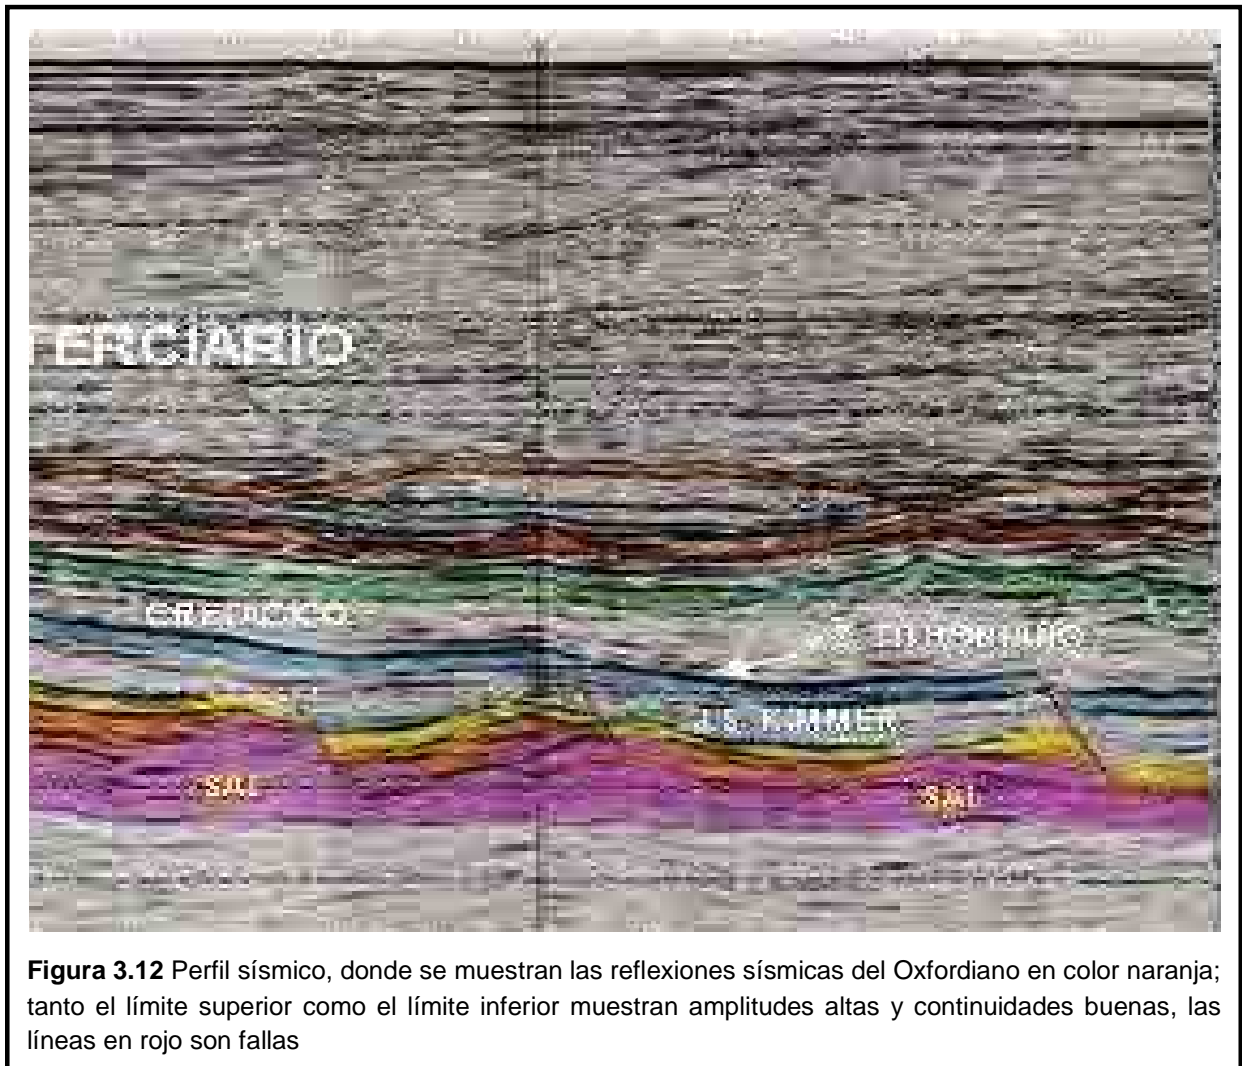 TERCIARIO
CRETACICO
J.S. KIMMER
SAL
SAL
Figura 3.12 Perfil sísmico, donde se muestran las reflexiones sísmicas del Oxfordiano en color naranja;
tanto el límite superior como el límite inferior muestran amplitudes altas y continuidades buenas, las
líneas en rojo son fallas